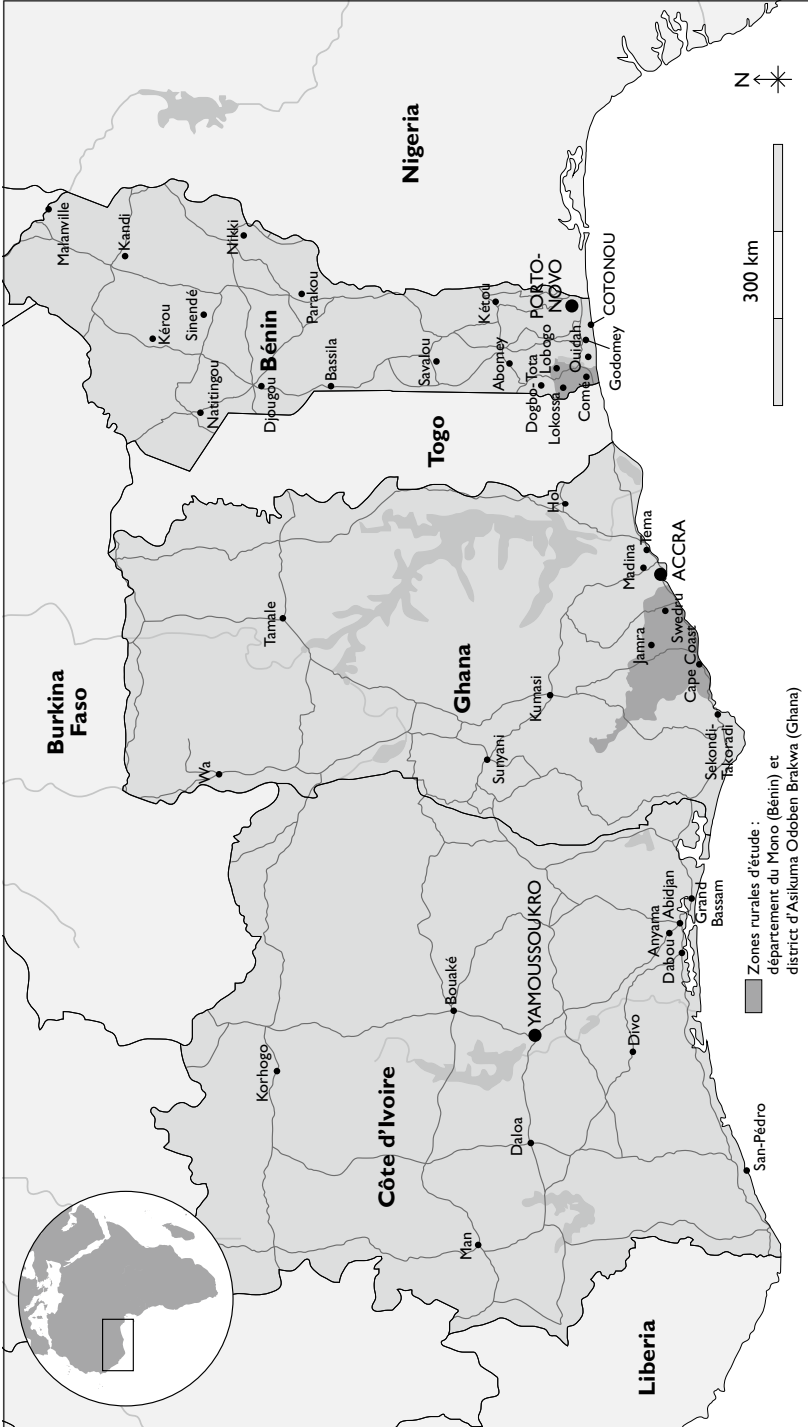 Burkina
Faso
Nigeria
Togo
Bénin
Ghana
Côte d'Ivoire
Liberia
Malanville
Kandi
Kérou
Sinendé
Nikki
Natitingou
Djougou
Parakou
Bassila
Savalou
Kétou
Abomey
PORTO-
NOVO
Dogbo-Tota
Lobogo
Lokossa
Ouidah
Comé
COTONOU
Godomey
Wa
Tamale
Ho
Sunyani
Kumasi
Madina
Tema
ACCRA
Jamra
Swedru
Cape Coast
Sekondi-
Takoradi
Korhogo
Bouaké
YAMOUSSOUKRO
Man
Daloa
Divo
Anyama
Abidjan
Dabou
Grand
Bassam
San-Pédro
N
300 km
Zones rurales d'étude :
département du Mono (Bénin) et
district d'Asikuma Odoben Brakwa (Ghana)